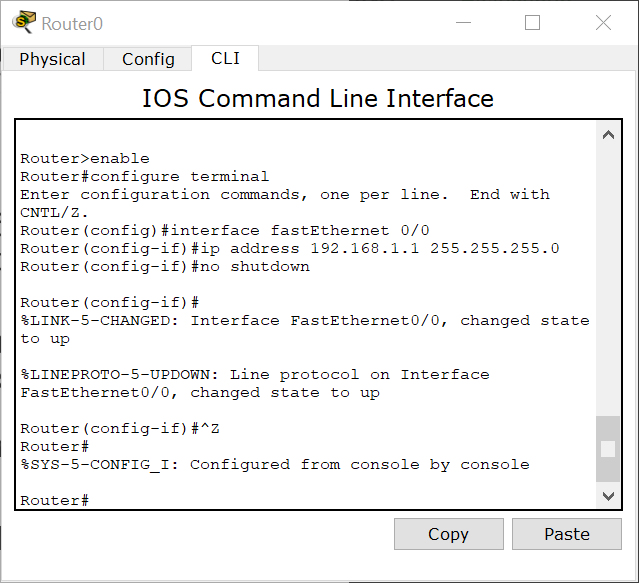 Router0
Physical Config CLI
IOS Command Line Interface
Router>enable
Router#configure terminal
Enter configuration commands, one per line.  End with
CNTL/Z.
Router(config)#interface fastEthernet 0/0
Router(config-if)#ip address 192.168.1.1 255.255.255.0
Router(config-if)#no shutdown
Router(config-if)#
%LINK-5-CHANGED: Interface FastEthernet0/0, changed state
to up
%LINEPROTO-5-UPDOWN: Line protocol on Interface
FastEthernet0/0, changed state to up
Router(config-if)#^Z
Router#
%SYS-5-CONFIG_I: Configured from console by console
Router#
Copy Paste